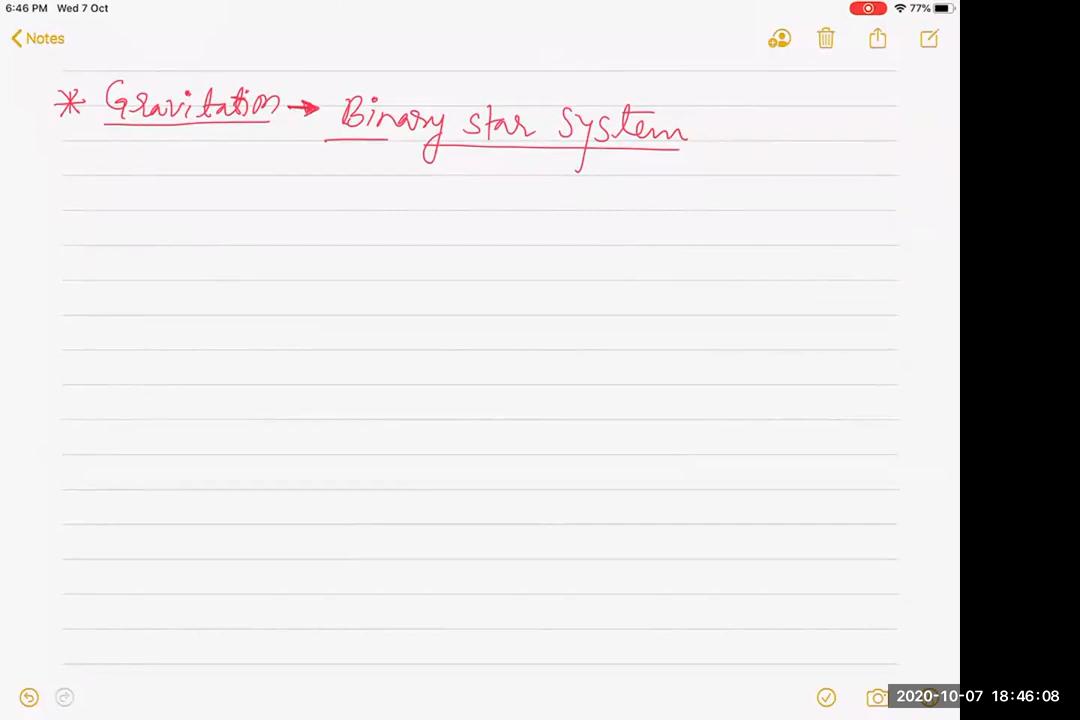 6:46 PM Wed 7 Oct 77%
Notes
* Gravitation → Binary star system
2020-10-07 18:46:08